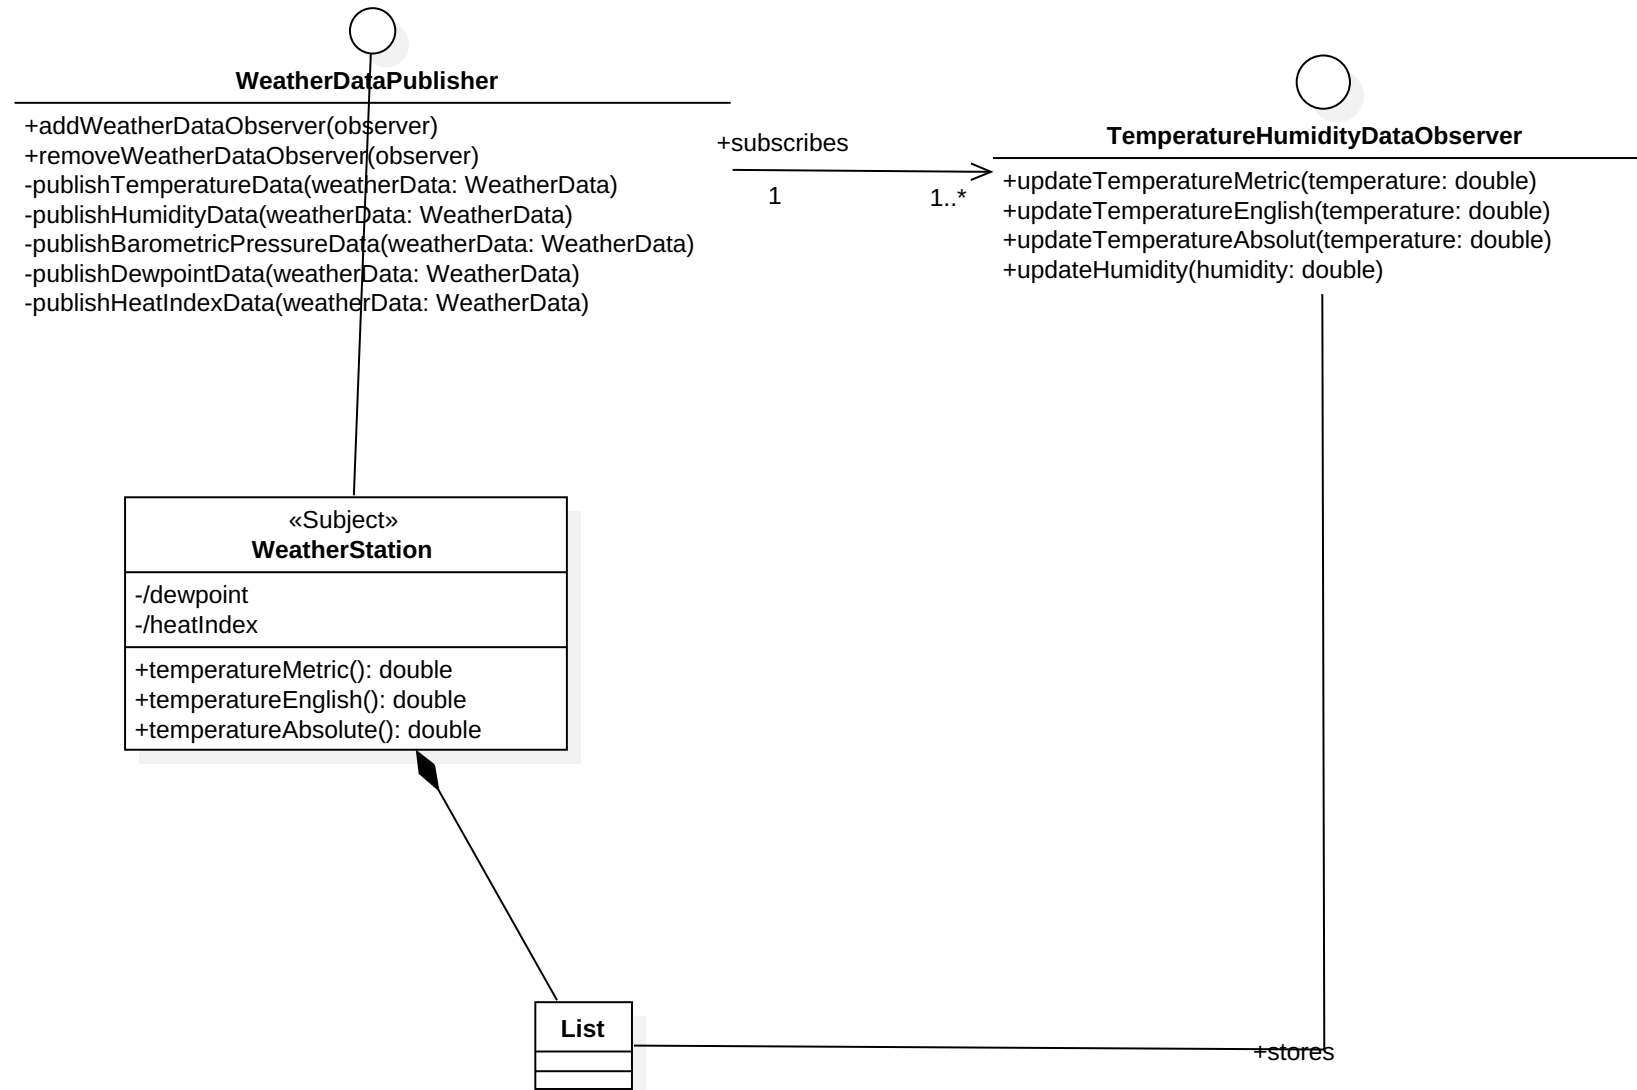 WeatherDataPublisher
+addWeatherDataObserver(observer)
+removeWeatherDataObserver(observer)
-publishTemperatureData(weatherData: WeatherData)
-publishHumidityData(weatherData: WeatherData)
-publishBarometricPressureData(weatherData: WeatherData)
-publishDewpointData(weatherData: WeatherData)
-publishHeatIndexData(weatherData: WeatherData)
+subscribes
1
1..*
TemperatureHumidityDataObserver
+updateTemperatureMetric(temperature: double)
+updateTemperatureEnglish(temperature: double)
+updateTemperatureAbsolut(temperature: double)
+updateHumidity(humidity: double)
«Subject»
WeatherStation
-/dewpoint
-/heatIndex
+temperatureMetric(): double
+temperatureEnglish(): double
+temperatureAbsolute(): double
List
+stores